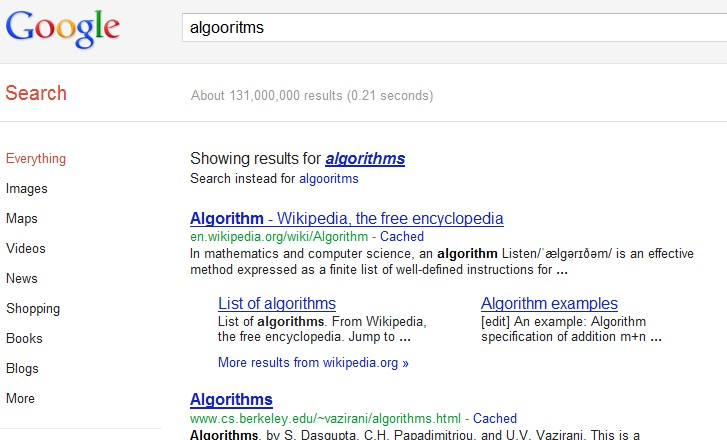 Google
algooritms
Search
About 131,000,000 results (0.21 seconds)
Everything
Images
Maps
Videos
News
Shopping
Books
Blogs
More
Showing results for algorithms
Search instead for algooritms
Algorithm - Wikipedia, the free encyclopedia
en.wikipedia.org/wiki/Algorithm - Cached
In mathematics and computer science, an algorithm Listen/ˈælɡərɪðəm/ is an effective
method expressed as a finite list of well-defined instructions for ...
List of algorithms
List of algorithms. From Wikipedia,
the free encyclopedia. Jump to ...
Algorithm examples
[edit] An example: Algorithm
specification of addition m+n ...
More results from wikipedia.org »
Algorithms
www.cs.berkeley.edu/~vazirani/algorithms.html - Cached
Algorithms, by S. Dasgupta, C.H. Papadimitriou, and U.V. Vazirani. This is a